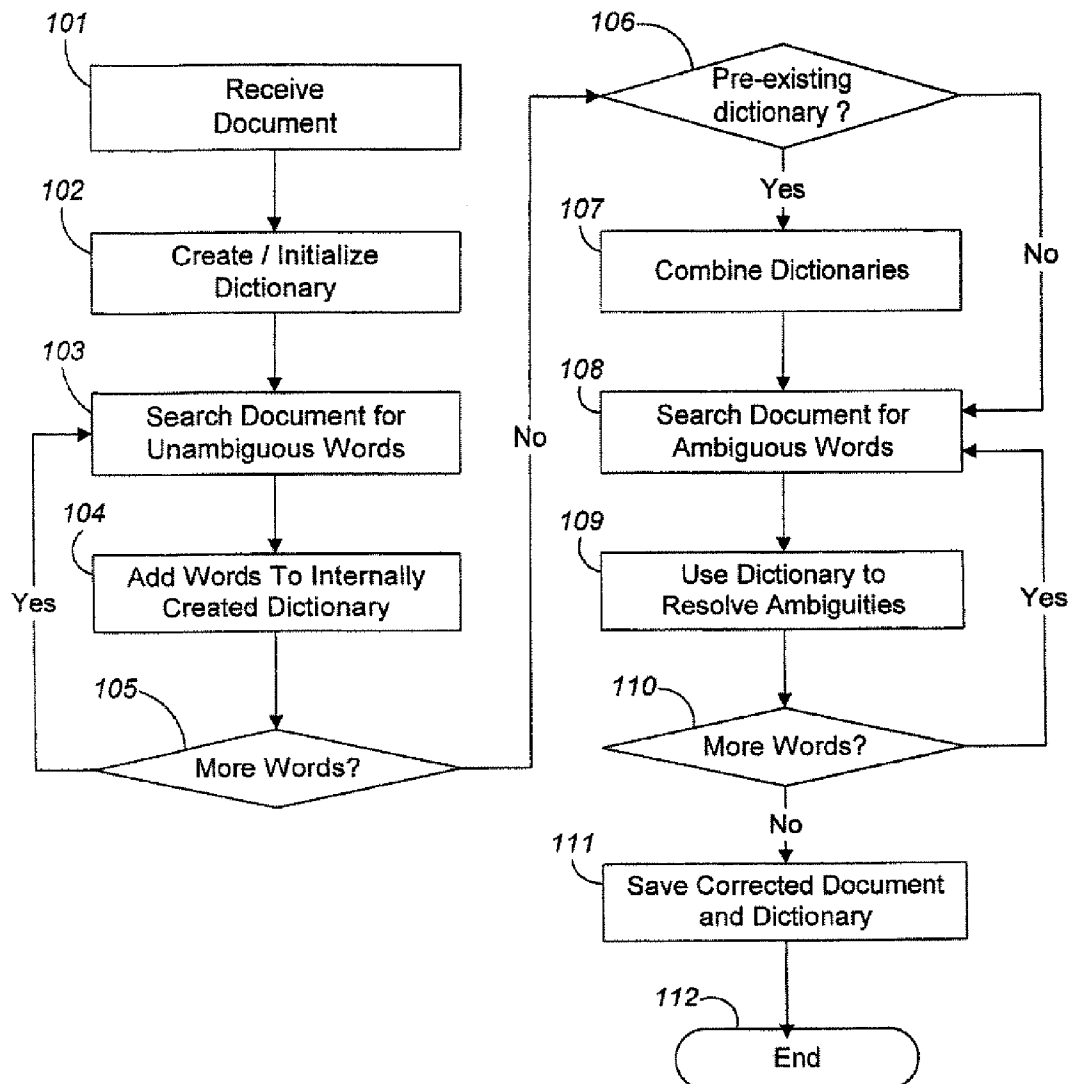 101
Receive
Document
102
Create / Initialize
Dictionary
103
Search Document for
Unambiguous Words
104
Add Words To Internally
Created Dictionary
Yes
105
More Words?
No
106
Pre-existing
dictionary ?
Yes
No
107
Combine Dictionaries
108
Search Document for
Ambiguous Words
109
Use Dictionary to
Resolve Ambiguities
Yes
110
More Words?
No
111
Save Corrected Document
and Dictionary
112
End